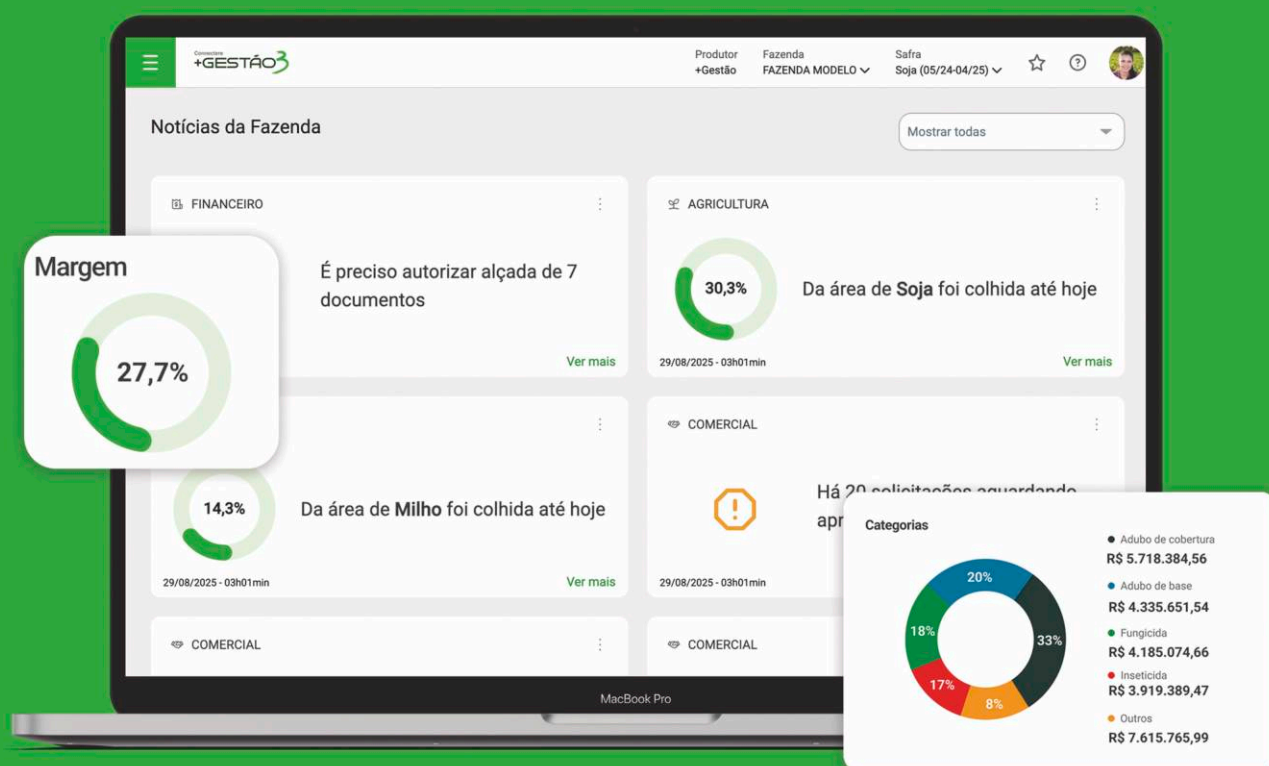 Connectere
+GESTÃO3
Produtor
+Gestão
Fazenda
FAZENDA MODELO
Safra
Soja (05/24-04/25)
Notícias da Fazenda
Mostrar todas
FINANCEIRO
É preciso autorizar alçada de 7
documentos
Ver mais
AGRICULTURA
30,3%
Da área de Soja foi colhida até hoje
29/08/2025 - 03h01min
Ver mais
Margem
27,7%
14,3%
Da área de Milho foi colhida até hoje
29/08/2025 - 03h01min
Ver mais
COMERCIAL
Há 20 solicitações aguardando
29/08/2025 - 03h01min
COMERCIAL
COMERCIAL
MacBook Pro
Categorias
20%
33%
18%
17%
8%
Adubo de cobertura
R$ 5.718.384,56
Adubo de base
R$ 4.335.651,54
Fungicida
R$ 4.185.074,66
Inseticida
R$ 3.919.389,47
Outros
R$ 7.615.765,99